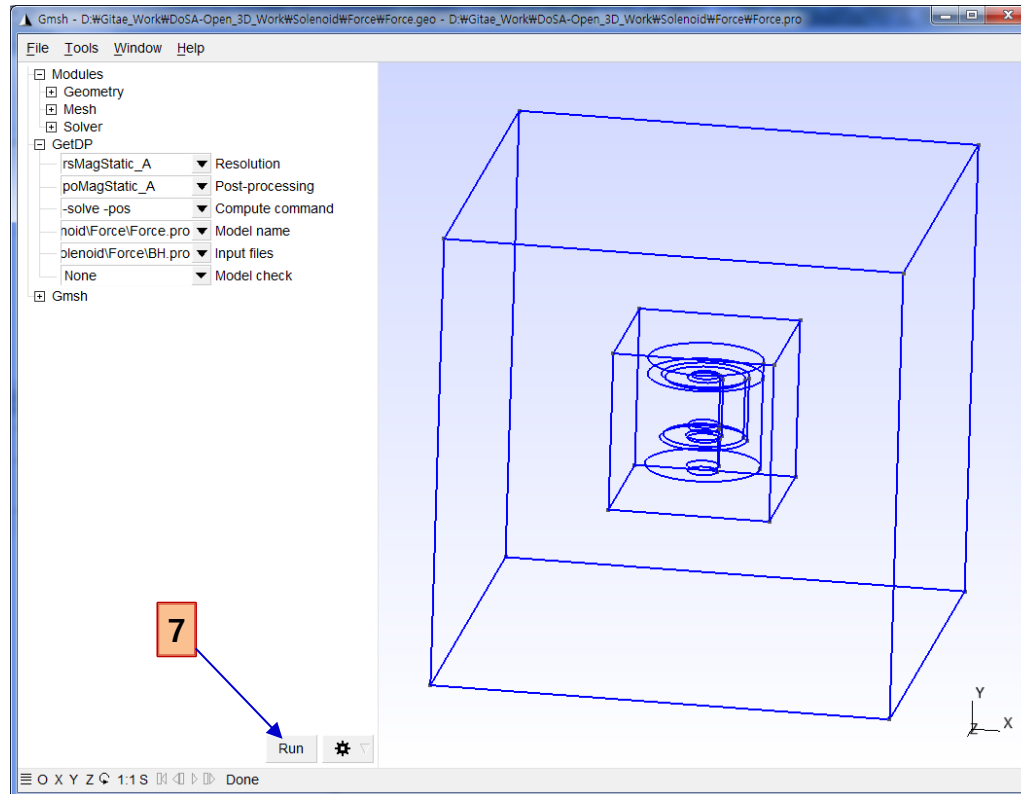 Gmsh - D:₩Gitae_Work₩DoSA-Open_3D_Work₩Solenoid₩Force₩Force.geo - D:₩Gitae_Work₩DoSA-Open_3D_Work₩Solenoid₩Force₩Force.pro
File Tools Window Help
Modules
Geometry
Mesh
Solver
GetDP
rsMagStatic_A Resolution
poMagStatic_A Post-processing
-solve -pos Compute command
noid\Force\Force.pro Model name
olenoid\Force\BH.pro Input files
None Model check
Gmsh
7
Run
Y
X
Z
O X Y Z 1:1 S Done